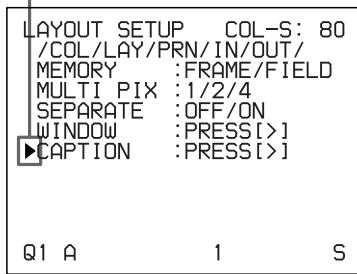 LAYOUT SETUP COL-S: 80
/COL/LAY/PRN/IN/OUT/
MEMORY :FRAME/FIELD
MULTI PIX :1/2/4
SEPARATE :OFF/ON
WINDOW :PRESS[>]
▶CAPTION :PRESS[>]
Q1 A 1 S